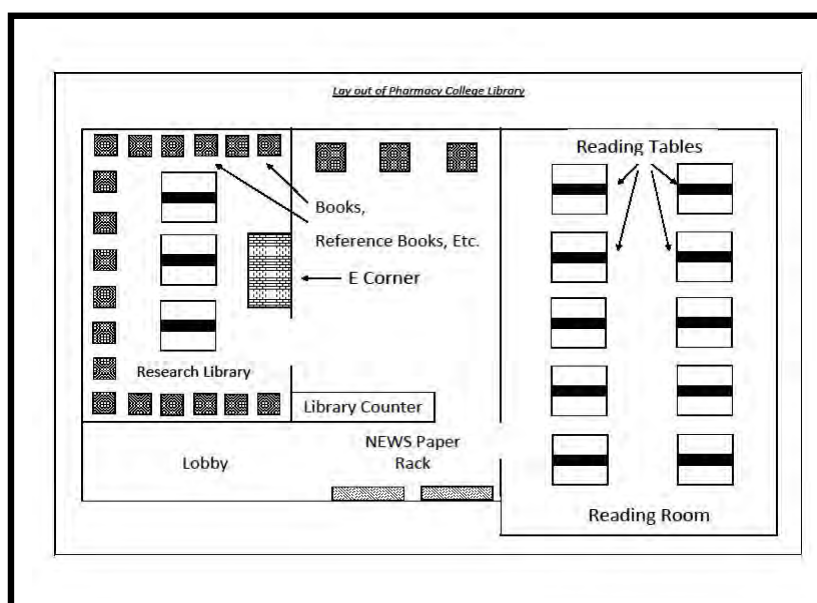 Lay out of Pharmacy College Library
Reading Tables
Books,
Reference Books, Etc.
E Corner
Research Library
Library Counter
NEWS Paper
Rack
Lobby
Reading Room